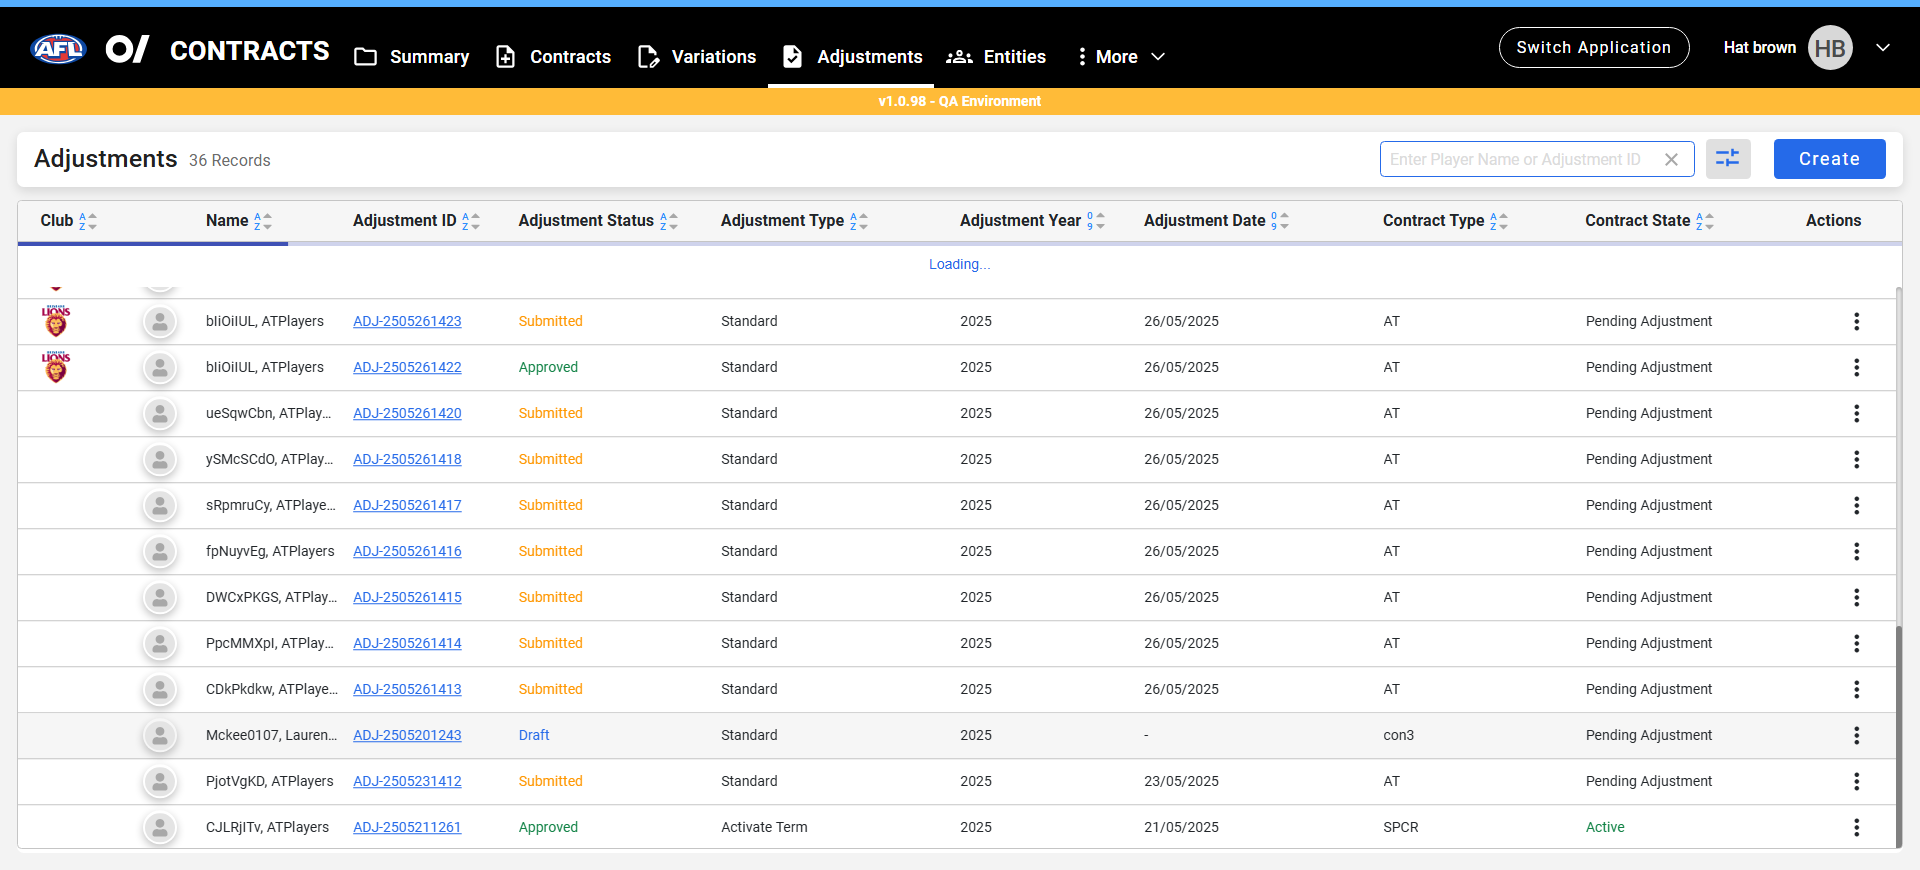 AFL CONTRACTS Summary Contracts Variations Adjustments Entities More Switch Application Hat brown HB
v1.0.98 - QA Environment
Adjustments 36 Records Enter Player Name or Adjustment ID Create
Club Name Adjustment ID Adjustment Status Adjustment Type Adjustment Year Adjustment Date Contract Type Contract State Actions
Loading...
LIONS bIiOiIUL, ATPlayers ADJ-2505261423 Submitted Standard 2025 26/05/2025 AT Pending Adjustment
LIONS bIiOiIUL, ATPlayers ADJ-2505261422 Approved Standard 2025 26/05/2025 AT Pending Adjustment
ueSqwCbn, ATPlay... ADJ-2505261420 Submitted Standard 2025 26/05/2025 AT Pending Adjustment
ySMcSCdO, ATPlay... ADJ-2505261418 Submitted Standard 2025 26/05/2025 AT Pending Adjustment
sRpmruCy, ATPlaye... ADJ-2505261417 Submitted Standard 2025 26/05/2025 AT Pending Adjustment
fpNuyvEg, ATPlayers ADJ-2505261416 Submitted Standard 2025 26/05/2025 AT Pending Adjustment
DWCxPKGS, ATPlay... ADJ-2505261415 Submitted Standard 2025 26/05/2025 AT Pending Adjustment
PpcMMXpI, ATPlay... ADJ-2505261414 Submitted Standard 2025 26/05/2025 AT Pending Adjustment
CDkPkdkw, ATPlaye... ADJ-2505261413 Submitted Standard 2025 26/05/2025 AT Pending Adjustment
Mckee0107, Lauren... ADJ-2505201243 Draft Standard 2025 - con3 Pending Adjustment
PjotVgKD, ATPlayers ADJ-2505231412 Submitted Standard 2025 23/05/2025 AT Pending Adjustment
CJLRjITv, ATPlayers ADJ-2505211261 Approved Activate Term 2025 21/05/2025 SPCR Active